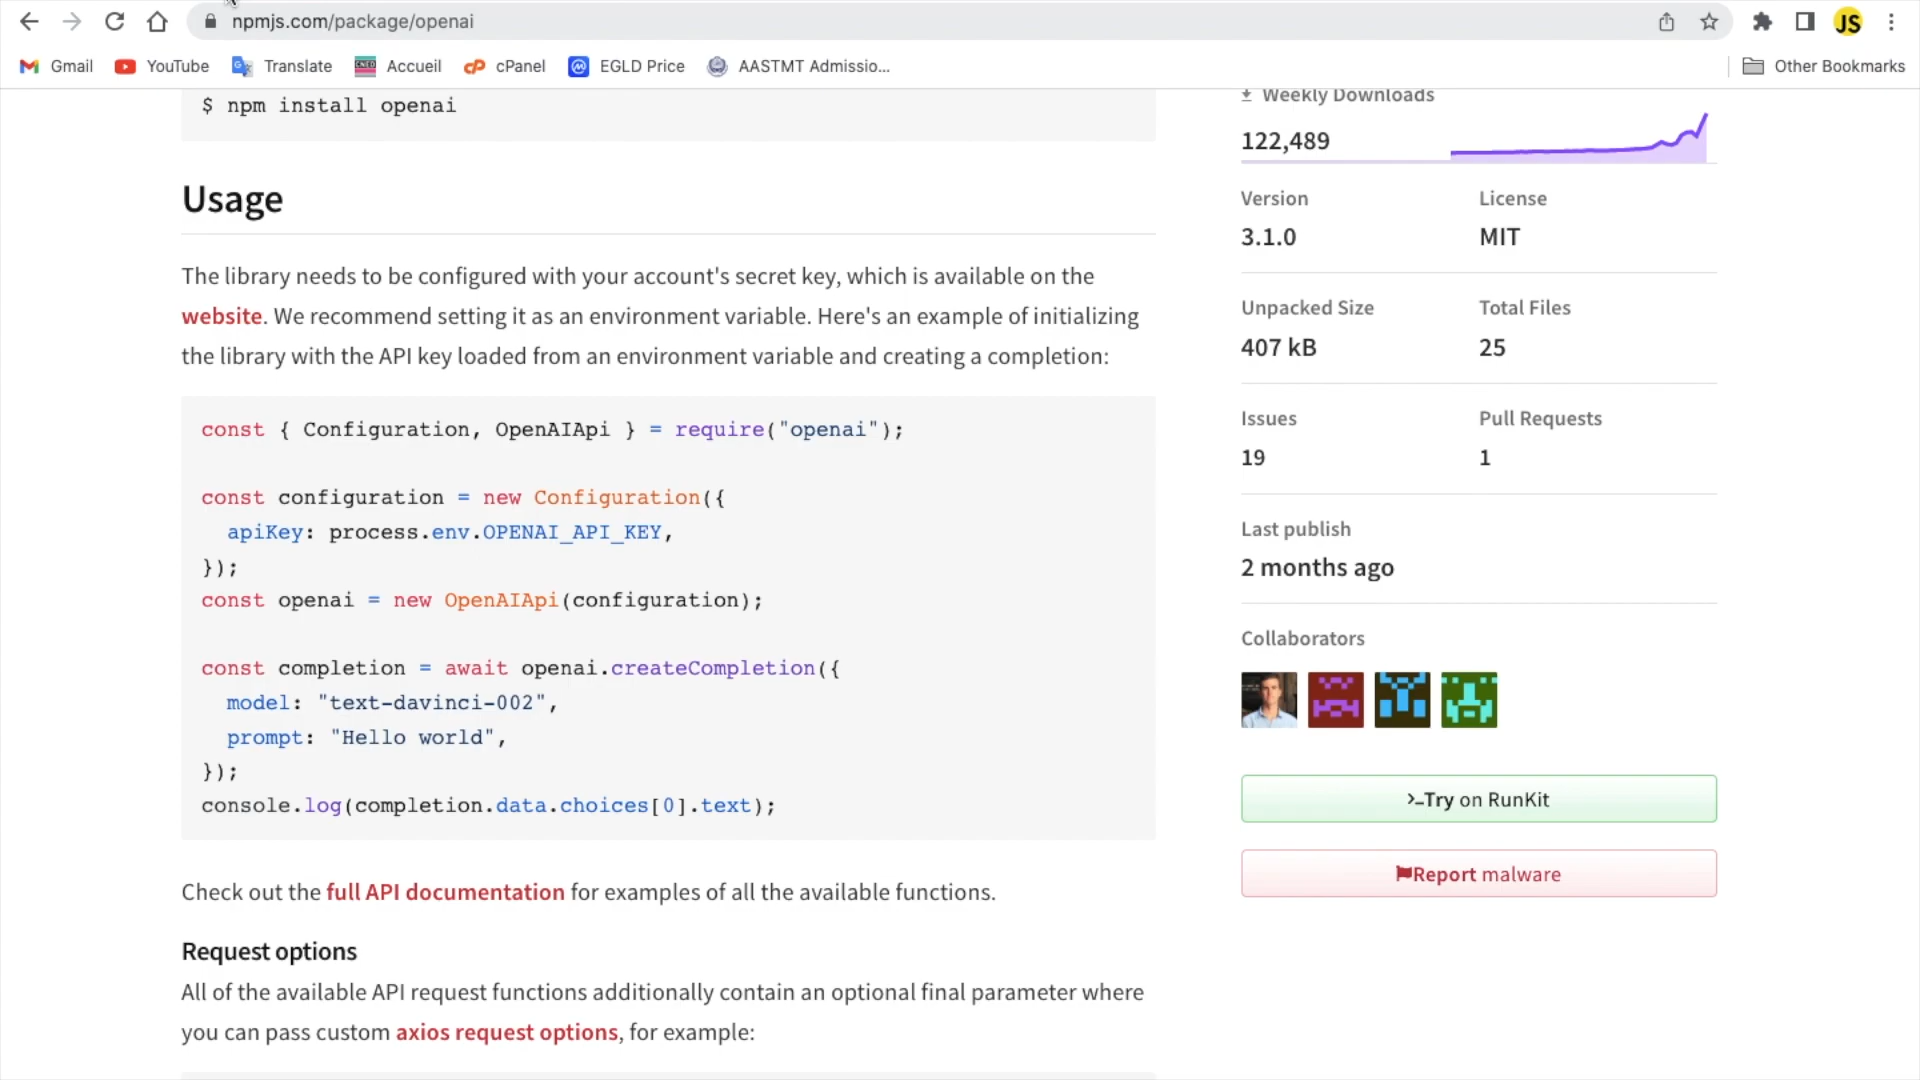 npmjs.com/package/openai
JS
Gmail
YouTube
Translate
Accueil
cPanel
EGLD Price
AASTMT Admissio...
Other Bookmarks
$ npm install openai
Usage
The library needs to be configured with your account's secret key, which is available on the
website. We recommend setting it as an environment variable. Here's an example of initializing
the library with the API key loaded from an environment variable and creating a completion:
const { Configuration, OpenAIApi } = require("openai");
const configuration = new Configuration({
  apiKey: process.env.OPENAI_API_KEY,
});
const openai = new OpenAIApi(configuration);
const completion = await openai.createCompletion({
  model: "text-davinci-002",
  prompt: "Hello world",
});
console.log(completion.data.choices[0].text);
Check out the full API documentation for examples of all the available functions.
Request options
All of the available API request functions additionally contain an optional final parameter where
you can pass custom axios request options, for example:
Weekly Downloads
122,489
Version
License
3.1.0
MIT
Unpacked Size
Total Files
407 kB
25
Issues
Pull Requests
19
1
Last publish
2 months ago
Collaborators
Try on RunKit
Report malware